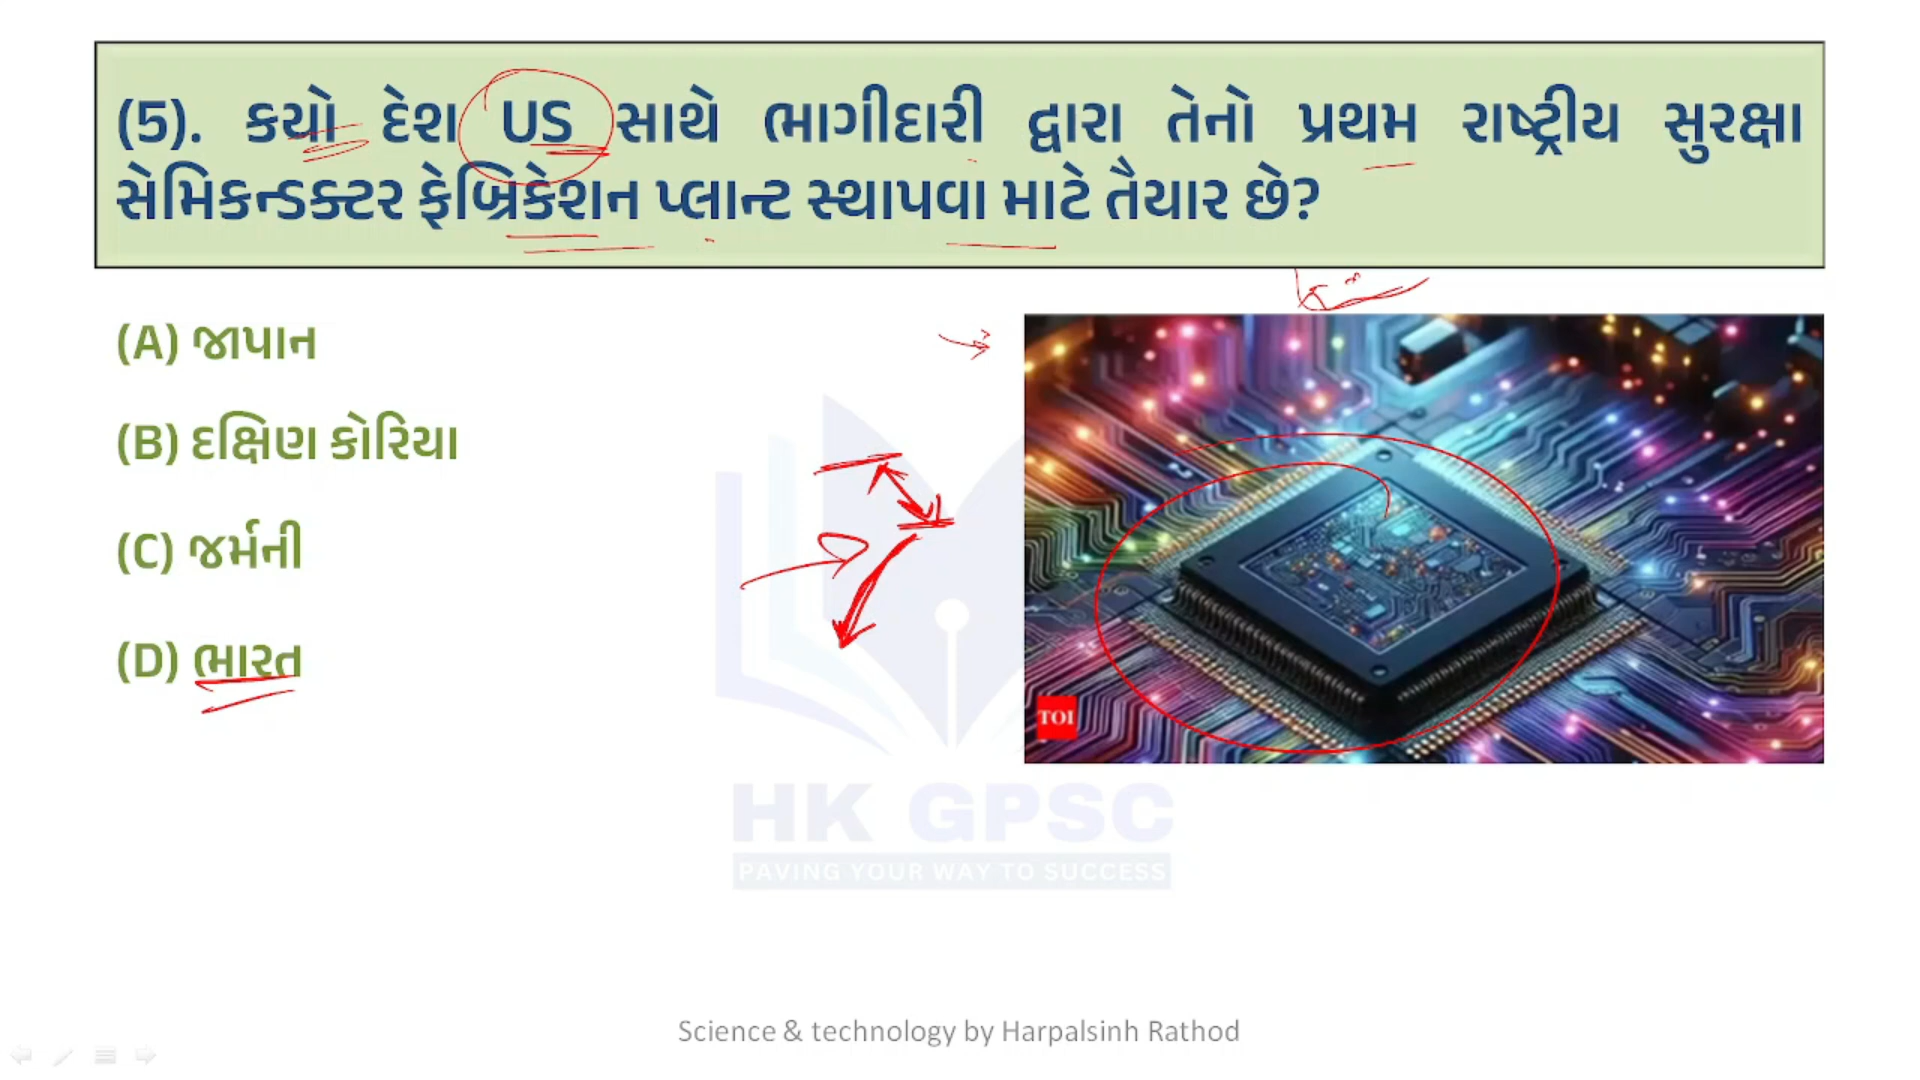 (5). કયો દેશ US સાથે ભાગીદારી દ્વારા તેનો પ્રથમ રાષ્ટ્રીય સુરક્ષા
સેમિકન્ડક્ટર ફેબ્રિકેશન પ્લાન્ટ સ્થાપવા માટે તૈયાર છે?
(A) જાપાન
(B) દક્ષિણ કોરિયા
(C) જર્મની
(D) ભારત
TOI
HK GPSC
PAVING YOUR WAY TO SUCCESS
Science & technology by Harpalsinh Rathod